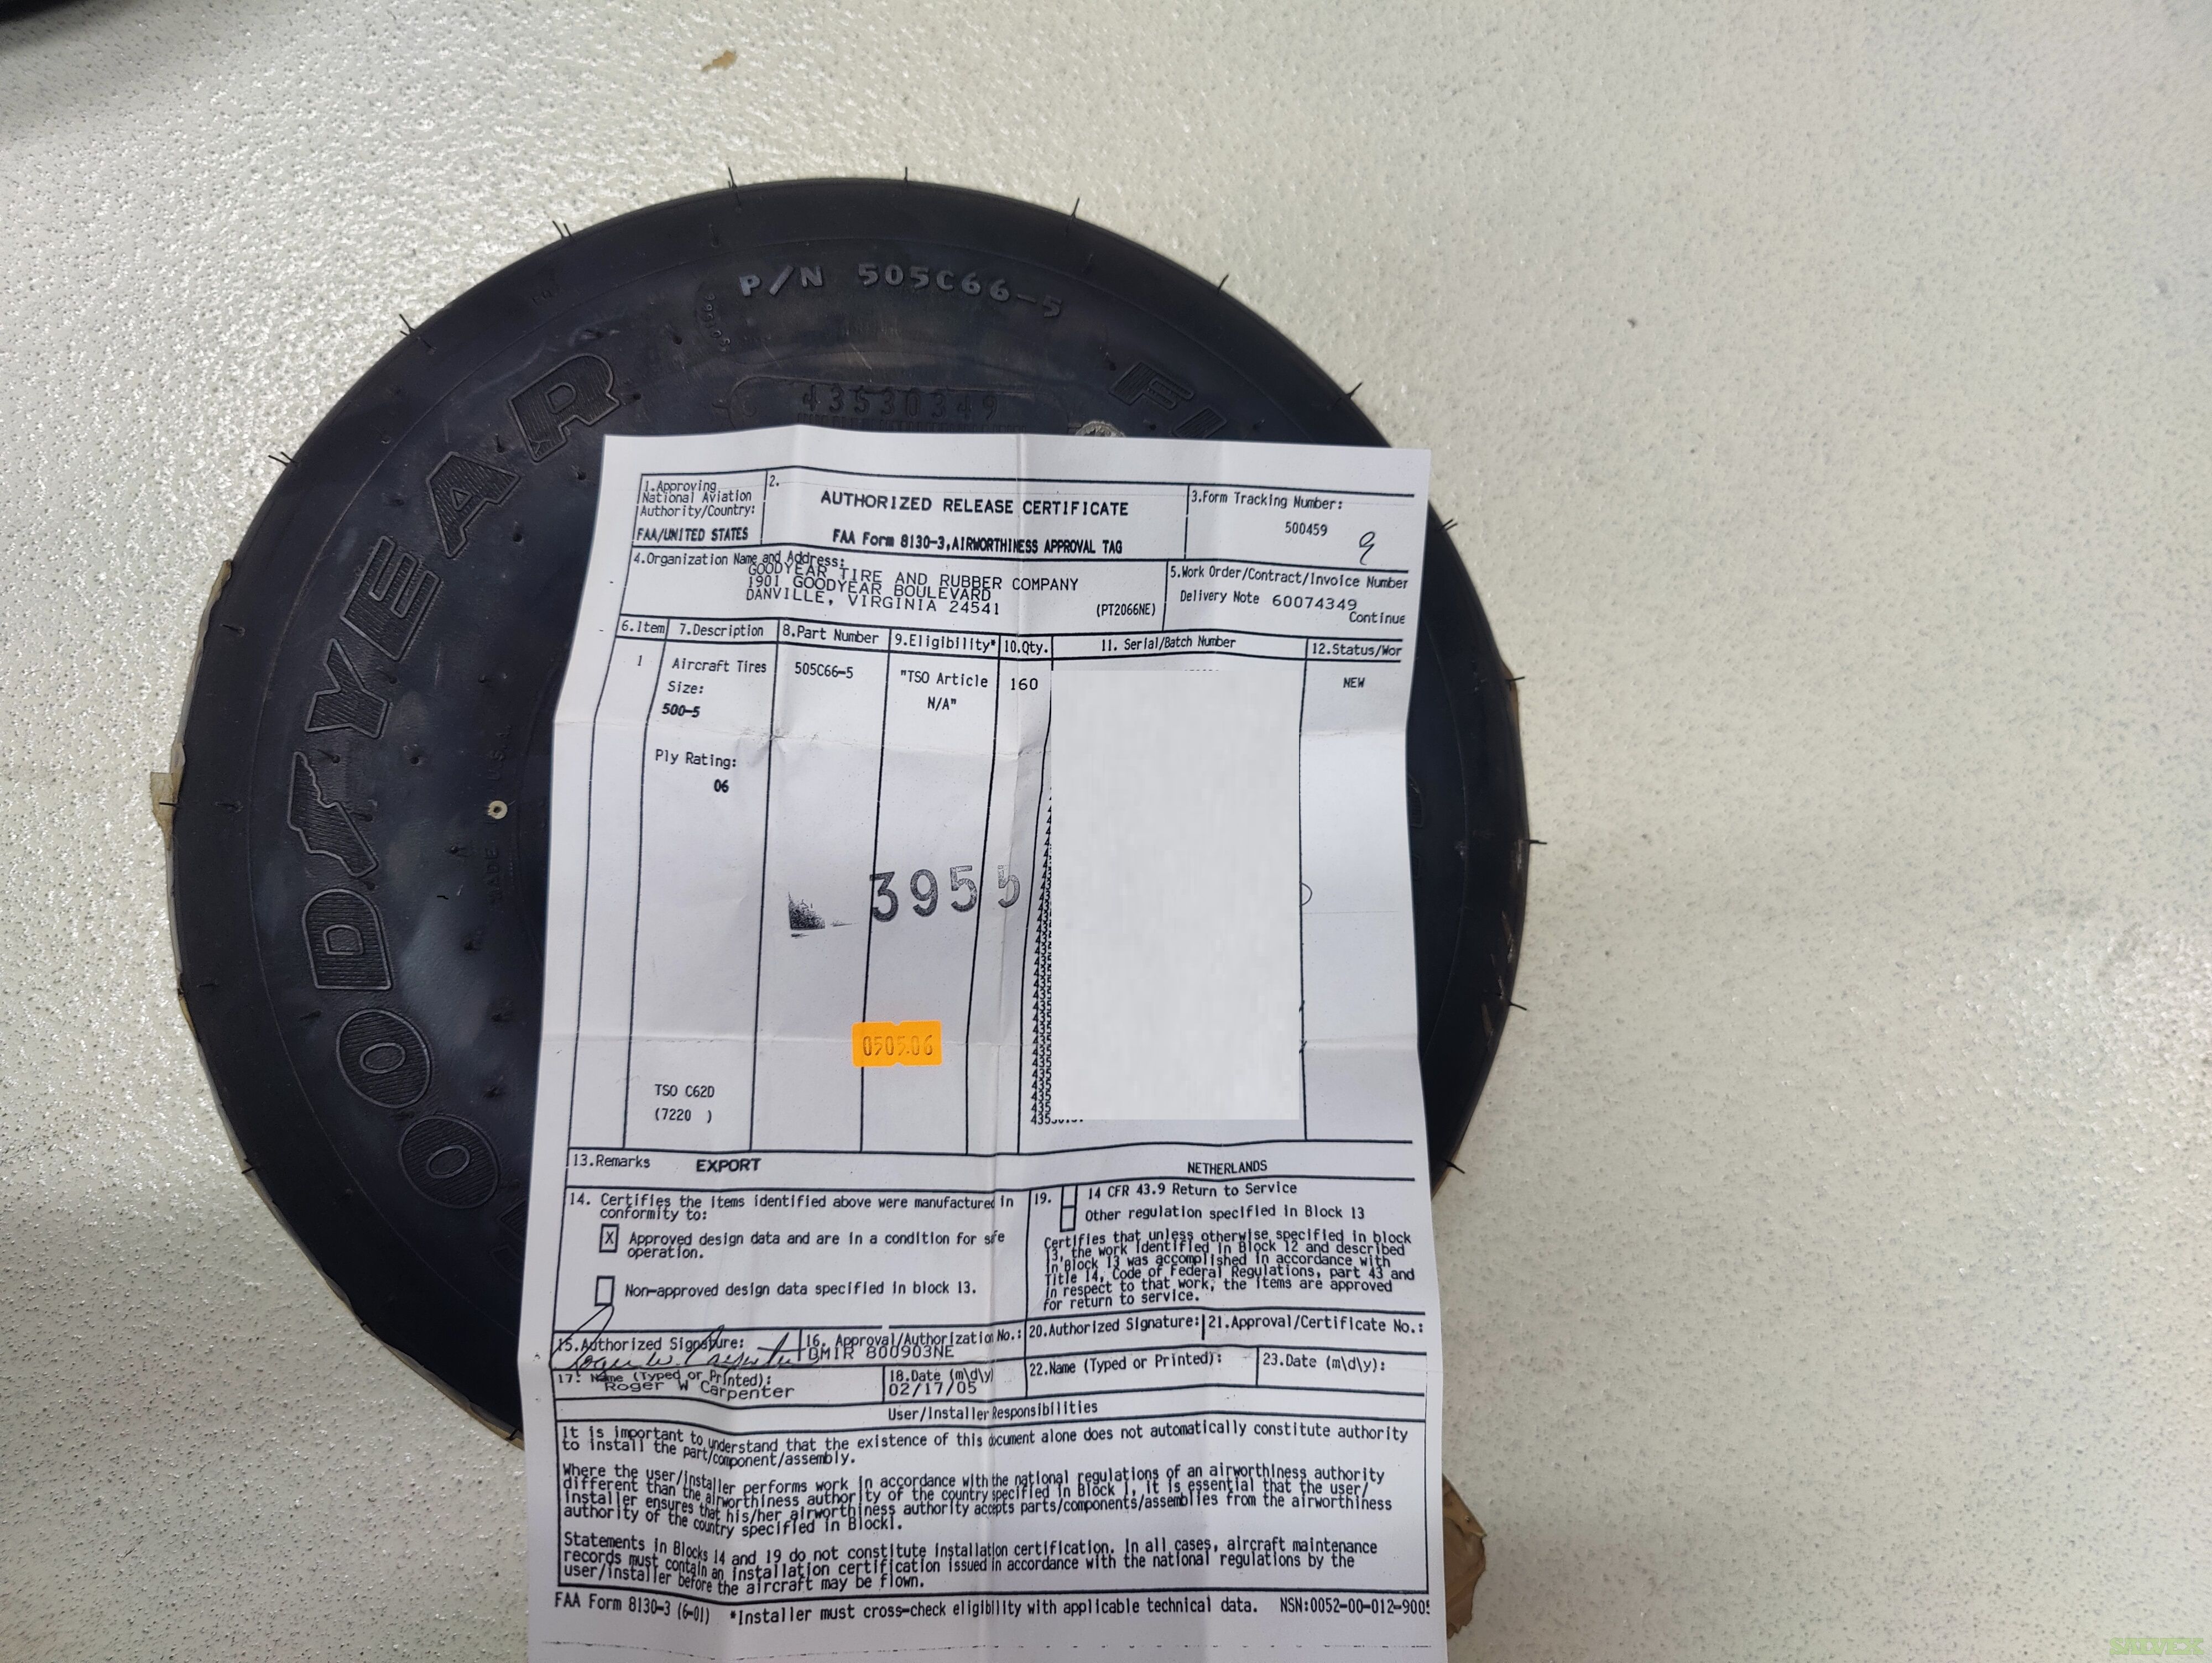 P/N 505C66-5
43530349
GOODYEAR
FL
MADE U.S.A.
1.Approving
National Aviation
Authority/Country:
FAA/UNITED STATES
2.
AUTHORIZED RELEASE CERTIFICATE
FAA Form 8130-3,AIRWORTHINESS APPROVAL TAG
3.Form Tracking Number:
500459
9
4.Organization Name and Address:
GOODYEAR TIRE AND RUBBER COMPANY
1901 GOODYEAR BOULEVARD
DANVILLE, VIRGINIA 24541
(PT2066NE)
5.Work Order/Contract/Invoice Number
Delivery Note 60074349
Continue
6.Item 7.Description 8.Part Number 9.Eligibility* 10.Qty. 11. Serial/Batch Number 12.Status/Wor
1 Aircraft Tires 505C66-5 "TSO Article 160 NEW
Size: N/A"
500-5
Ply Rating:
06
3955
0505.06
TSO C62D
(7220 )
13.Remarks EXPORT NETHERLANDS
14. Certifies the items identified above were manufactured in
conformity to:
X Approved design data and are in a condition for safe
operation.
Non-approved design data specified in block 13.
19. 14 CFR 43.9 Return to Service
Other regulation specified in Block 13
Certifies that unless otherwise specified in block
13, the work identified in Block 12 and described
in Block 13 was accomplished in accordance with
Title 14, Code of Federal Regulations, part 43 and
in respect to that work, the items are approved
for return to service.
15.Authorized Signature:
Roger W. Carpenter
16. Approval/Authorization No.:
DMIR 800903NE
20.Authorized Signature: 21.Approval/Certificate No.:
17. Name (Typed or Printed):
Roger W Carpenter
18.Date (m\d\y)
02/17/05
22.Name (Typed or Printed): 23.Date (m\d\y):
User/Installer Responsibilities
It is important to understand that the existence of this document alone does not automatically constitute authority
to install the part/component/assembly.
Where the user/installer performs work in accordance with the national regulations of an airworthiness authority
different than the airworthiness authority of the country specified in Block 1, it is essential that the user/
installer ensures that his/her airworthiness authority accepts parts/components/assemblies from the airworthiness
authority of the country specified in Block1.
Statements in Blocks 14 and 19 do not constitute installation certification. In all cases, aircraft maintenance
records must contain an installation certification issued in accordance with the national regulations by the
user/installer before the aircraft may be flown.
FAA Form 8130-3 (6-01) *Installer must cross-check eligibility with applicable technical data. NSN:0052-00-012-9005
SALVEX